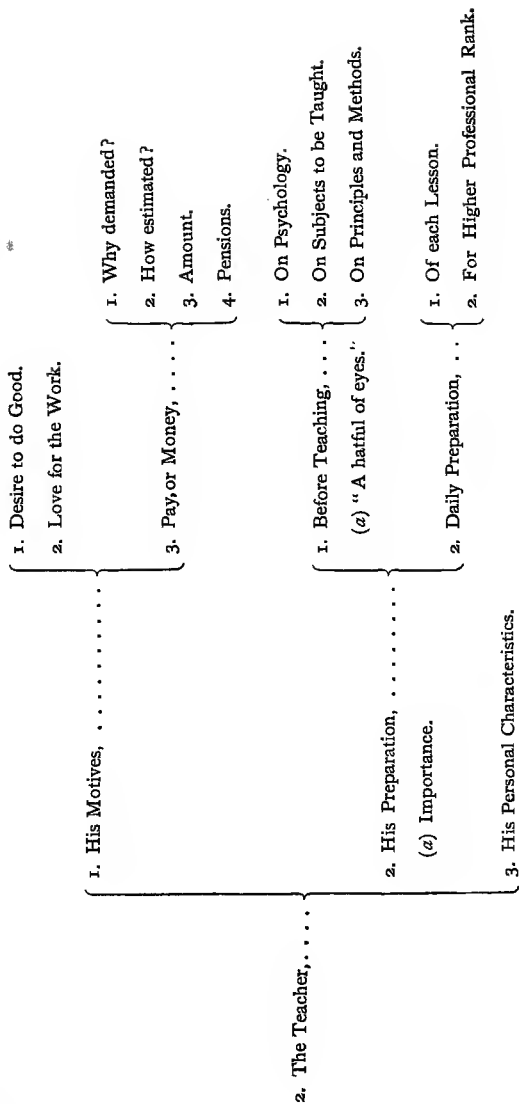 2. The Teacher, . . . .
1. His Motives, . . . . . . . . . . .
1. Desire to do Good.
2. Love for the Work.
3. Pay, or Money, . . . .
1. Why demanded?
2. How estimated?
3. Amount.
4. Pensions.
2. His Preparation, . . . . . . . .
(a) Importance.
1. Before Teaching, . . .
(a) "A hatful of eyes."
1. On Psychology.
2. On Subjects to be Taught.
3. On Principles and Methods.
2. Daily Preparation, . .
1. Of each Lesson.
2. For Higher Professional Rank.
3. His Personal Characteristics.